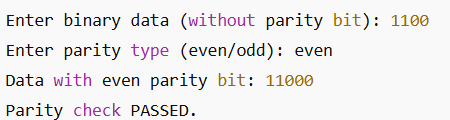 Enter binary data (without parity bit): 1100
Enter parity type (even/odd): even
Data with even parity bit: 11000
Parity check PASSED.